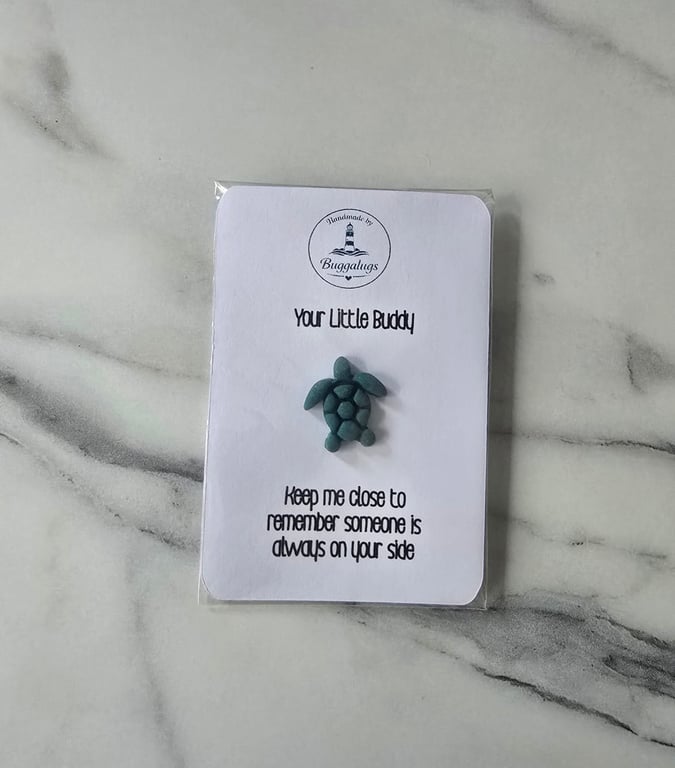 Handmade by
Buggalugs
Your Little Buddy
Keep me close to
remember someone is
always on your side